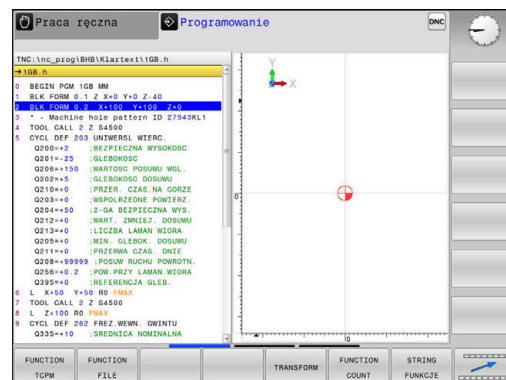 Praca ręczna
Programowanie
DNC
TNC:\nc_prog\BHB\Klartext\1GB.h
→1GB.h
0 BEGIN PGM 1GB MM
1 BLK FORM 0.1 Z X+0 Y+0 Z-40
2 BLK FORM 0.2 X+100 Y+100 Z+0
3 * - Machine hole pattern ID 27943KL1
4 TOOL CALL 2 Z S4500
5 CYCL DEF 203 UNIWERSL WIERC.
Q200=+2 ;BEZPIECZNA WYSOKOSC
Q201=-25 ;GLEBOKOSC
Q206=+150 ;WARTOSC POSUWU WGL.
Q202=+5 ;GLEBOKOSC DOSUWU
Q210=+0 ;PRZER. CZAS.NA GORZE
Q203=+0 ;WSPOLRZEDNE POWIERZ.
Q204=+50 ;2-GA BEZPIECZNA WYS.
Q212=+0 ;WART. ZMNIEJ. DOSUWU
Q213=+0 ;LICZBA LAMAN WIORA
Q205=+0 ;MIN. GLEBOK. DOSUWU
Q211=+0 ;PRZERWA CZAS. DNIE
Q208=+99999 ;POSUW RUCHU POWROTN.
Q256=+0.2 ;POW.PRZY LAMAN.WIORA
Q395=+0 ;REFERENCJA GLEB.
6 L X+50 Y+50 R0 FMAX
7 TOOL CALL 2 Z S4500
8 L Z+100 R0 FMAX
9 CYCL DEF 262 FREZ.WEWN. GWINTU
Q335=+10 ;SREDNICA NOMINALNA
Y
X
0
0
FUNCTION TCPM
FUNCTION FILE
TRANSFORM
FUNCTION COUNT
STRING FUNKCJE